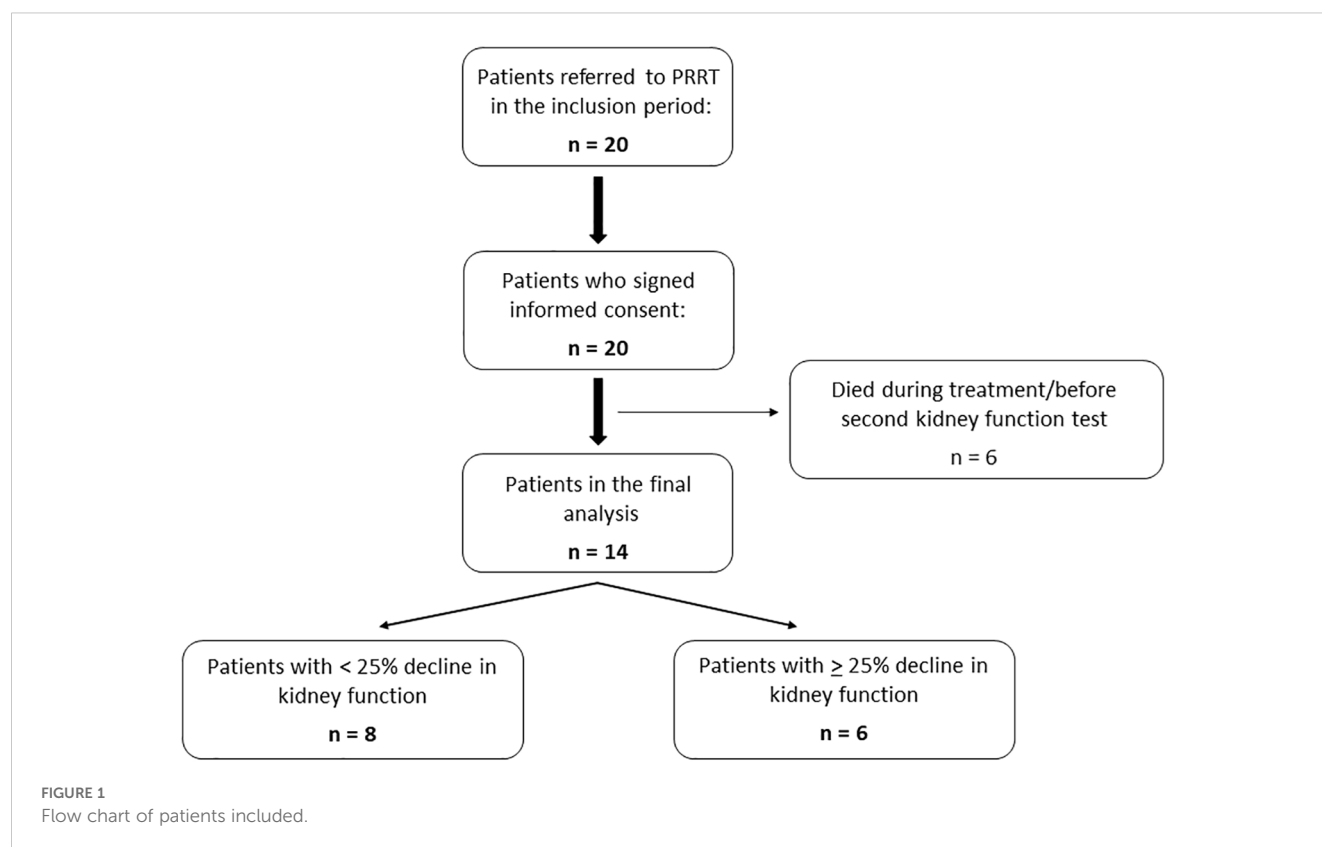 Patients referred to PRRT
in the inclusion period:
n = 20
Patients who signed
informed consent:
n = 20
Died during treatment/before
second kidney function test
n = 6
Patients in the final
analysis
n = 14
Patients with < 25% decline in
kidney function
n = 8
Patients with ≥ 25% decline in
kidney function
n = 6
FIGURE 1
Flow chart of patients included.